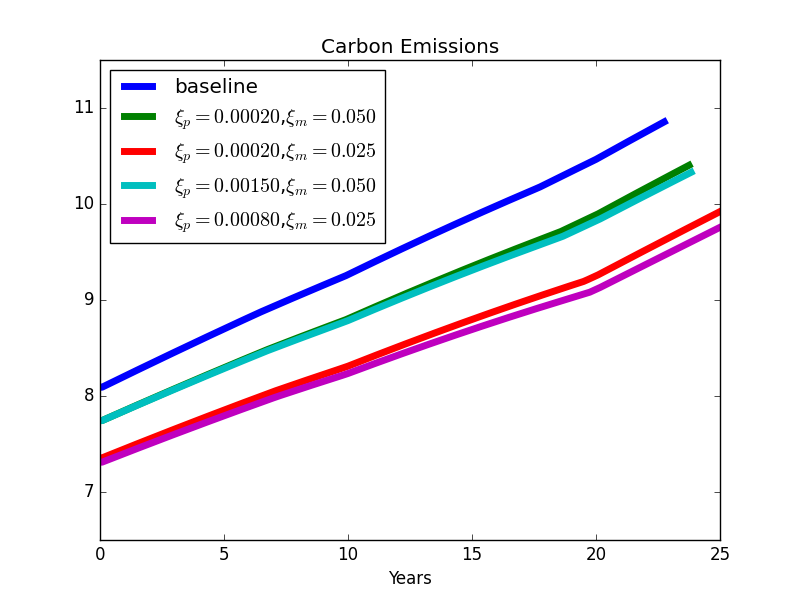 Carbon Emissions
baseline
ξₚ = 0.00020,ξₘ = 0.050
ξₚ = 0.00020,ξₘ = 0.025
ξₚ = 0.00150,ξₘ = 0.050
ξₚ = 0.00080,ξₘ = 0.025
11
10
9
8
7
0 5 10 15 20 25
Years